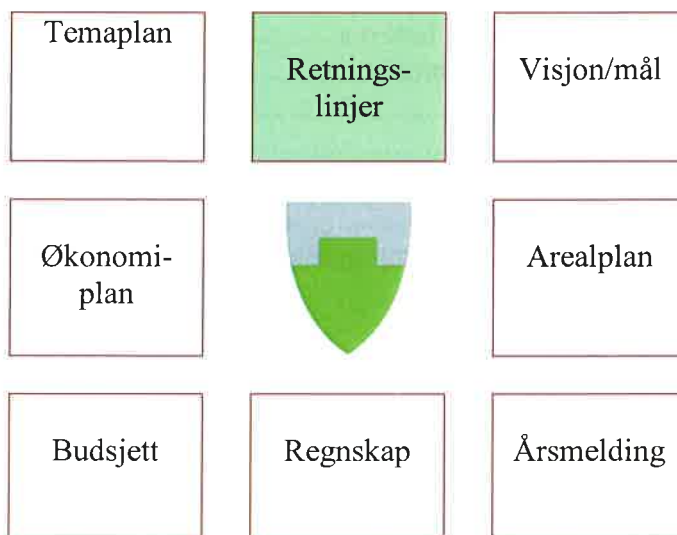 Temaplan
Retnings-
linjer
Visjon/mål
Økonomi-
plan
Arealplan
Budsjett
Regnskap
Årsmelding